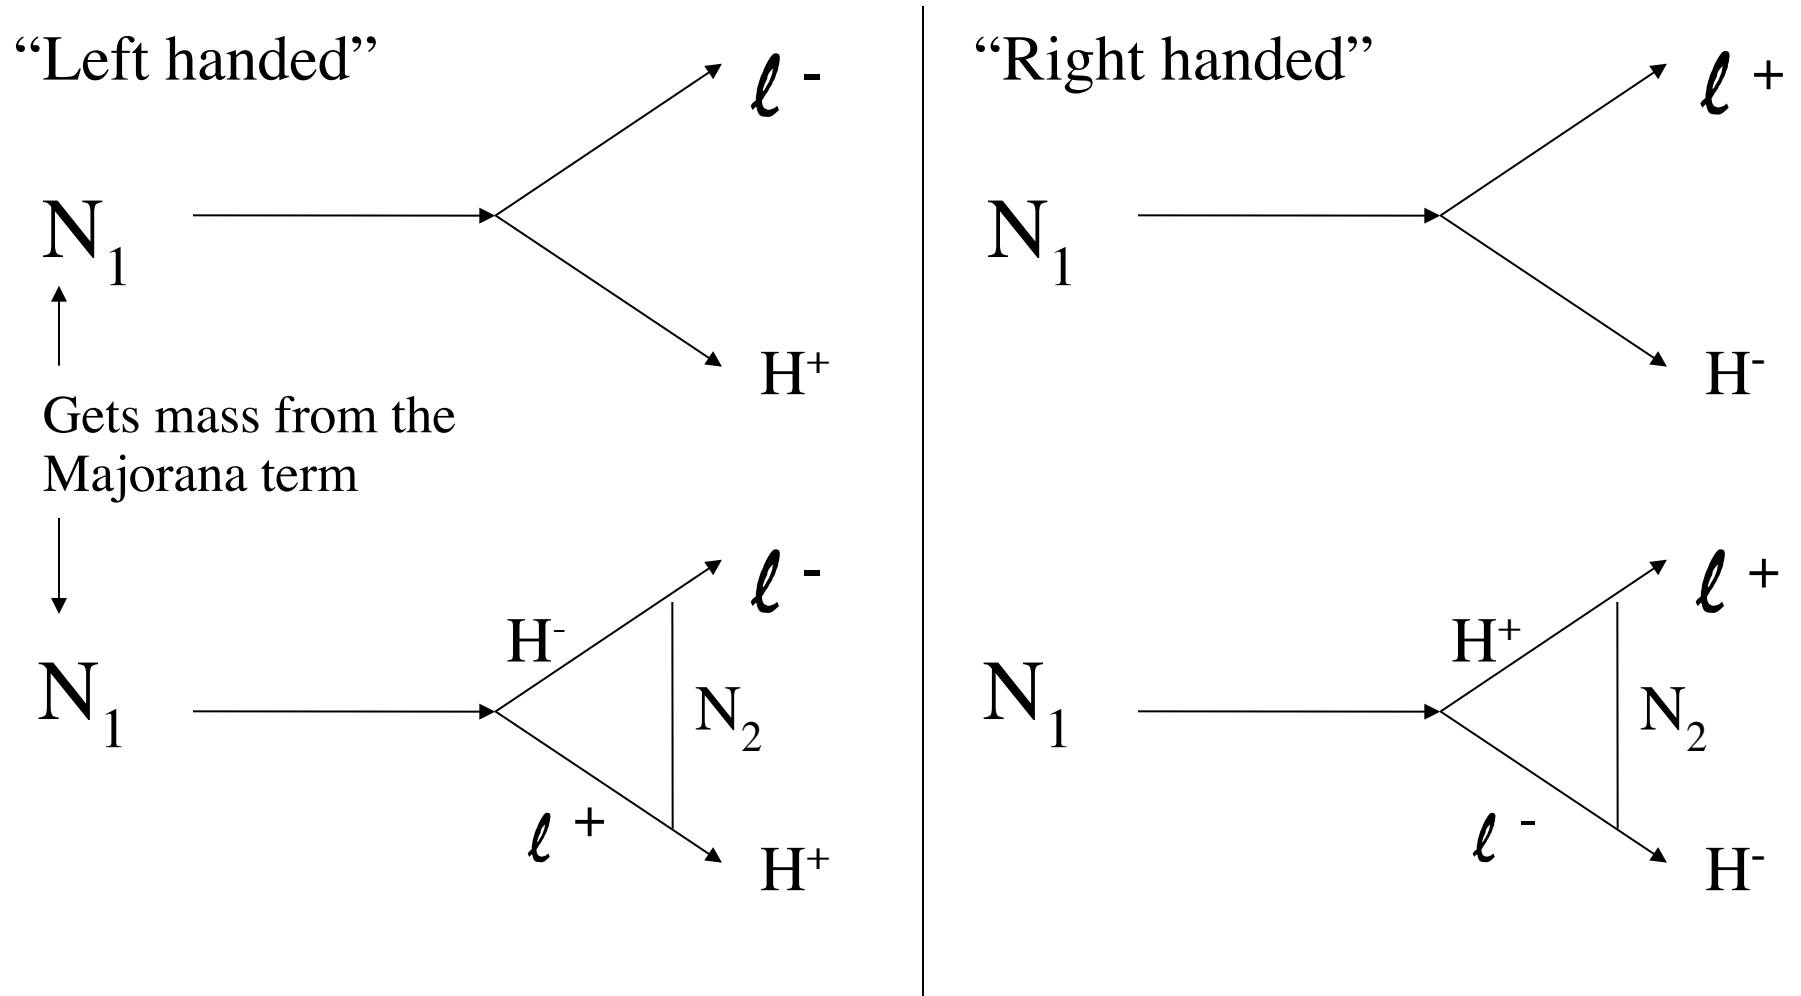 “Left handed”
ℓ -
N1
H+
Gets mass from the
Majorana term
ℓ -
H-
N1
N2
ℓ +
H+
“Right handed”
ℓ +
N1
H-
ℓ +
H+
N1
N2
ℓ -
H-